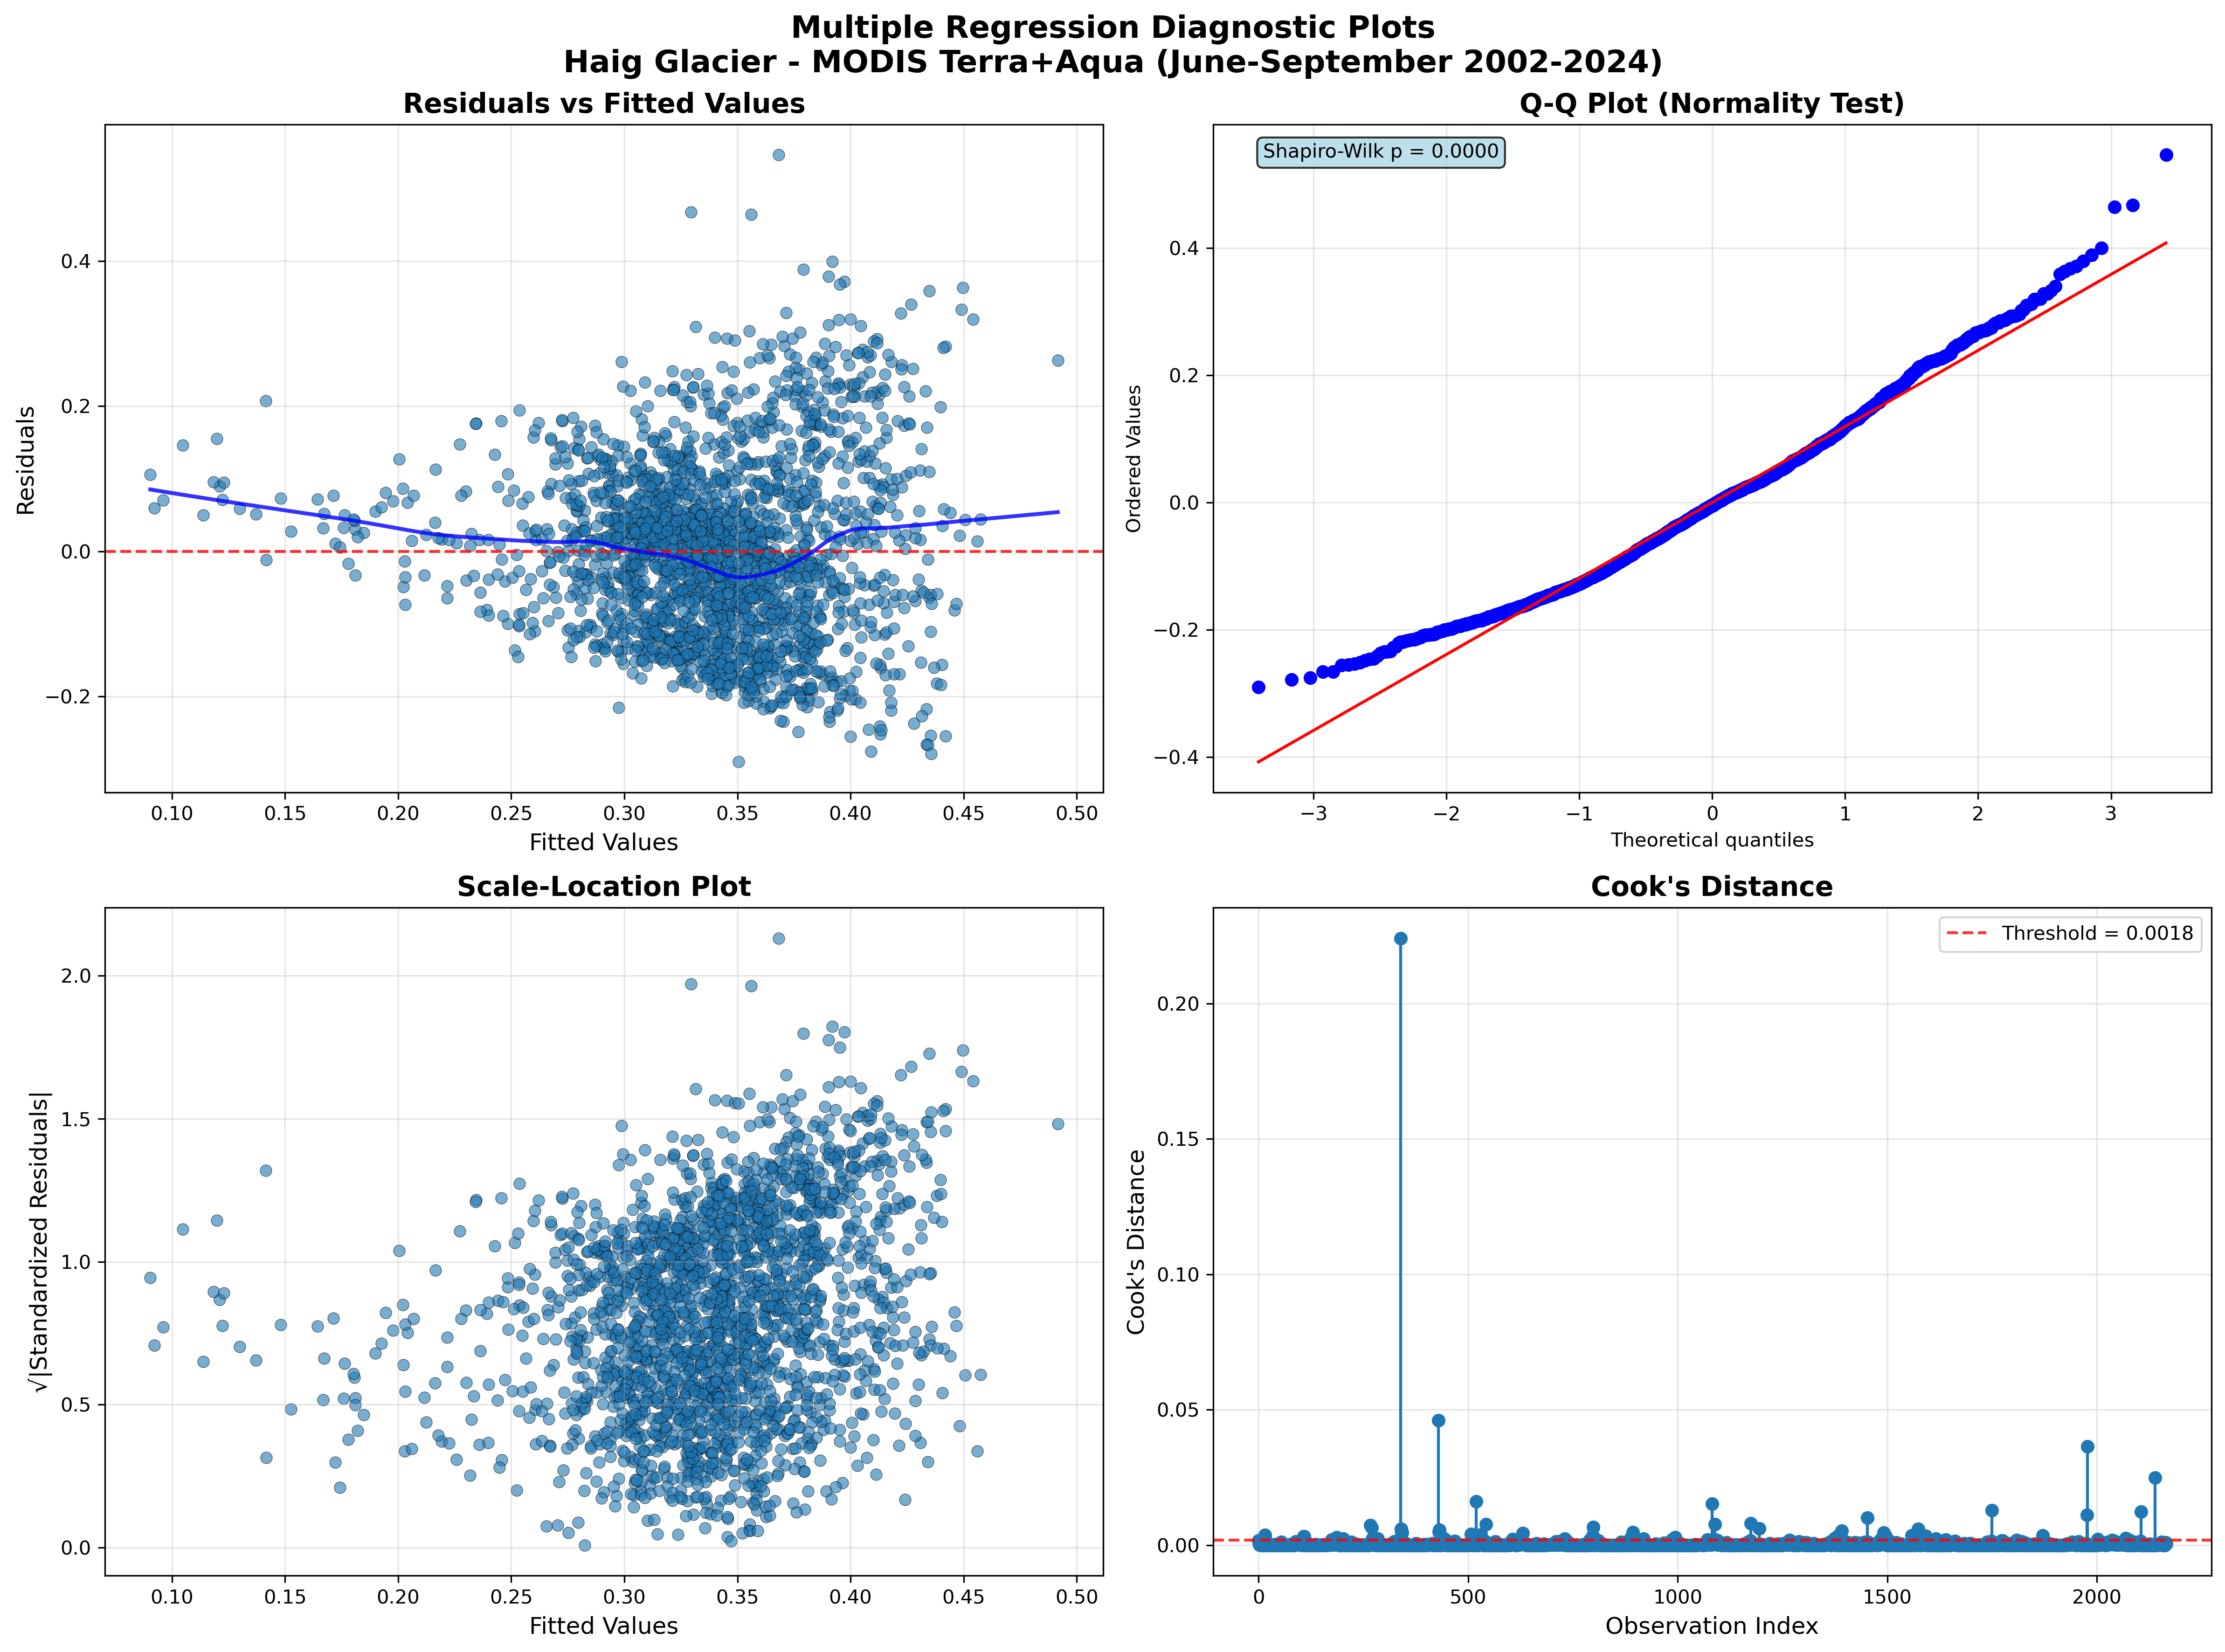 Multiple Regression Diagnostic Plots
Haig Glacier - MODIS Terra+Aqua (June-September 2002-2024)
Residuals vs Fitted Values
Residuals
0.4
0.2
0.0
−0.2
0.10 0.15 0.20 0.25 0.30 0.35 0.40 0.45 0.50
Fitted Values
Q-Q Plot (Normality Test)
Shapiro-Wilk p = 0.0000
Ordered Values
0.4
0.2
0.0
−0.2
−0.4
−3 −2 −1 0 1 2 3
Theoretical quantiles
Scale-Location Plot
√|Standardized Residuals|
2.0
1.5
1.0
0.5
0.0
0.10 0.15 0.20 0.25 0.30 0.35 0.40 0.45 0.50
Fitted Values
Cook's Distance
Threshold = 0.0018
Cook's Distance
0.20
0.15
0.10
0.05
0.00
0 500 1000 1500 2000
Observation Index